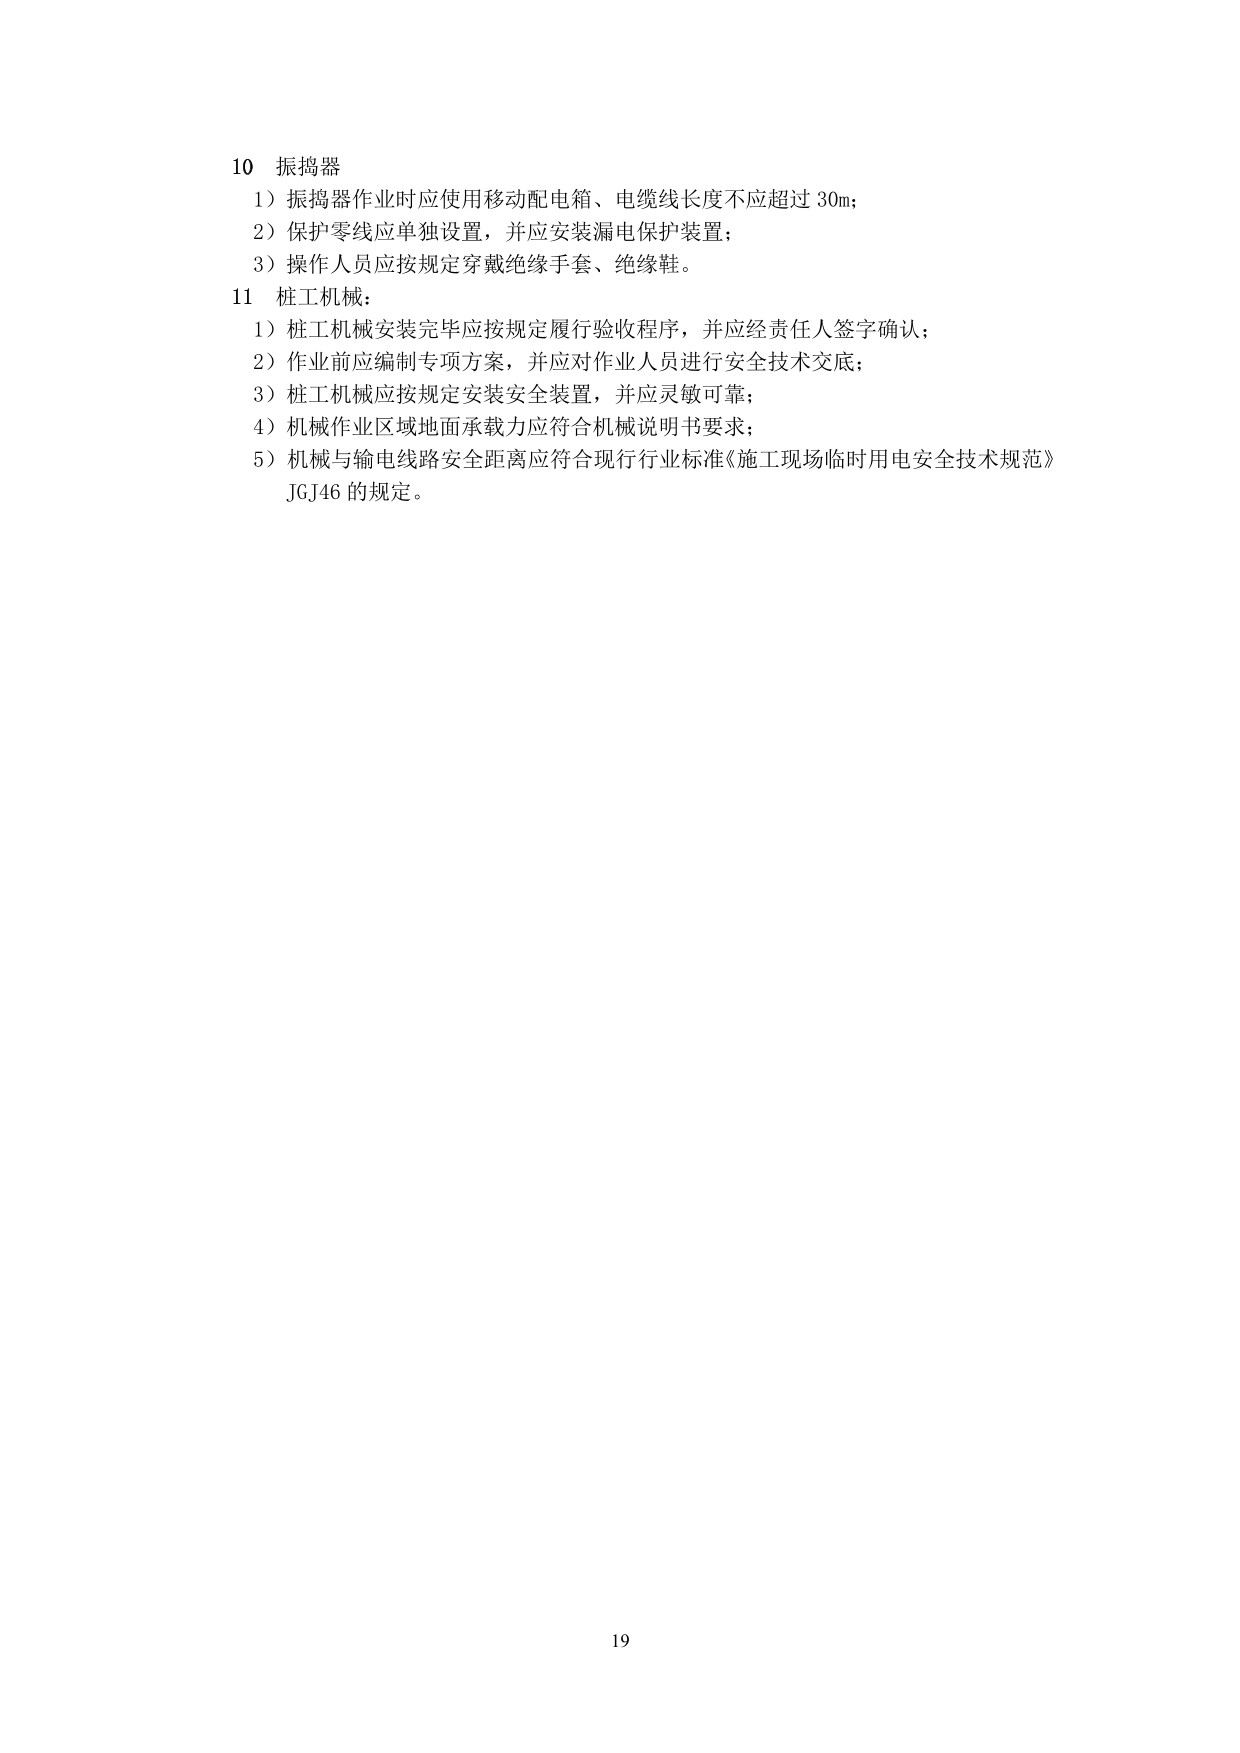 10 振捣器
1）振捣器作业时应使用移动配电箱、电缆线长度不应超过 30m；
2）保护零线应单独设置，并应安装漏电保护装置；
3）操作人员应按规定穿戴绝缘手套、绝缘鞋。
11 桩工机械：
1）桩工机械安装完毕应按规定履行验收程序，并应经责任人签字确认；
2）作业前应编制专项方案，并应对作业人员进行安全技术交底；
3）桩工机械应按规定安装安全装置，并应灵敏可靠；
4）机械作业区域地面承载力应符合机械说明书要求；
5）机械与输电线路安全距离应符合现行行业标准《施工现场临时用电安全技术规范》
JGJ46 的规定。
19